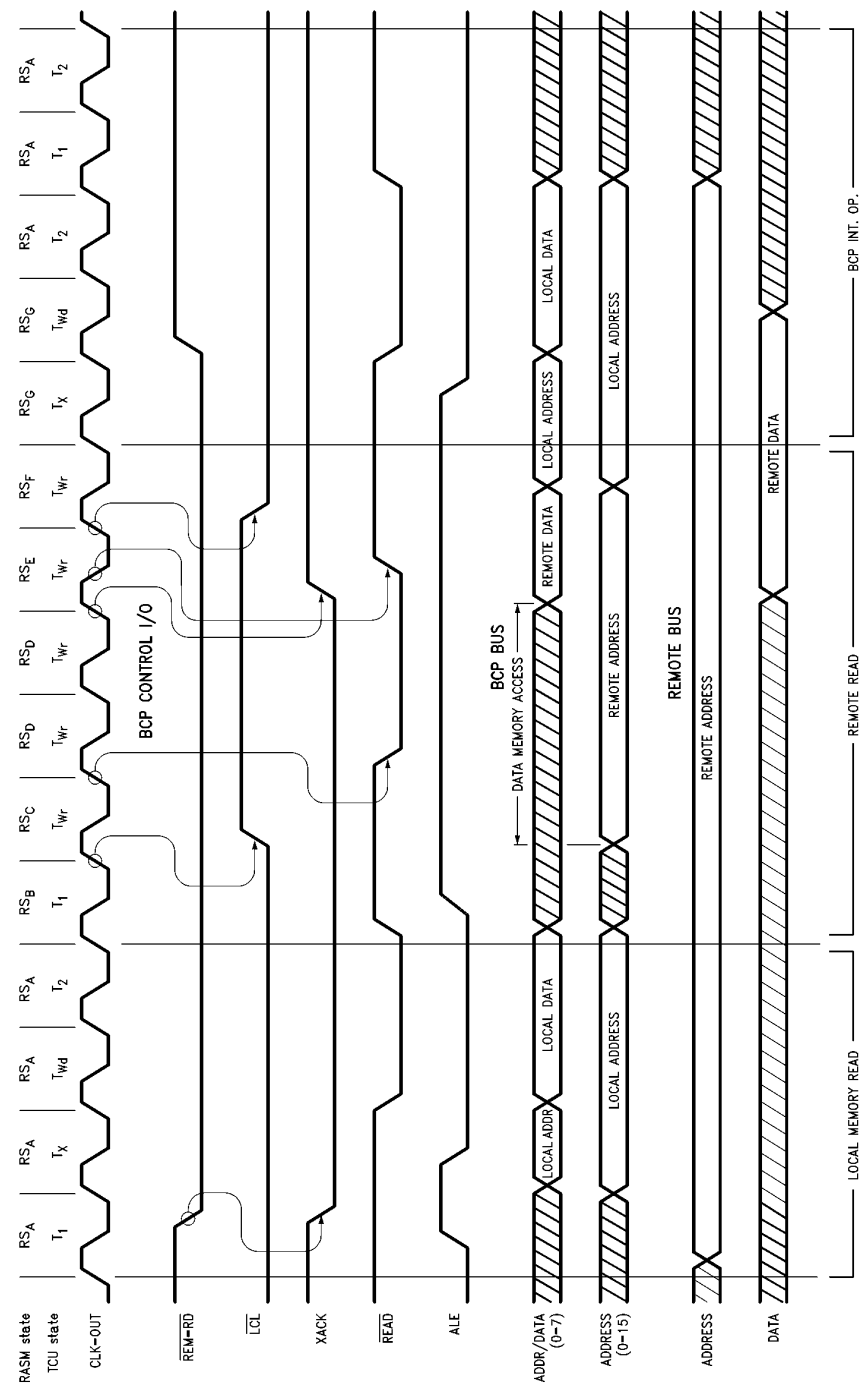 RASM state RSA RSA RSA RSA RSB RSC RSD RSD RSE RSF RSG RSG RSA RSA RSA
TCU state T1 TX TWd T2 T1 TWr TWr TWr TWr TWr TX TWd T2 T1 T2
CLK-OUT
BCP CONTROL I/O
REM-RD
LCL
XACK
READ
ALE
BCP BUS
DATA MEMORY ACCESS
ADDR/DATA
(0-7)
LOCAL ADDR LOCAL DATA REMOTE DATA LOCAL ADDRESS LOCAL DATA
ADDRESS
(0-15)
LOCAL ADDRESS REMOTE ADDRESS LOCAL ADDRESS
REMOTE BUS
ADDRESS REMOTE ADDRESS
DATA REMOTE DATA
LOCAL MEMORY READ REMOTE READ BCP INT. OP.